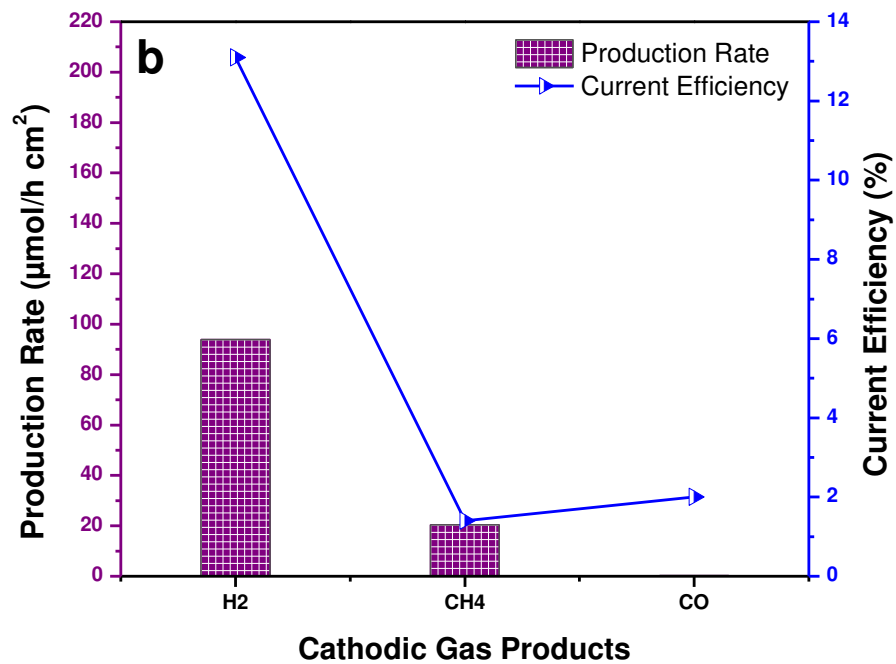 b
Production Rate
Current Efficiency
Production Rate (µmol/h cm²)
220
200
180
160
140
120
100
80
60
40
20
0
14
12
10
8
6
4
2
0
Current Efficiency (%)
H2 CH4 CO
Cathodic Gas Products